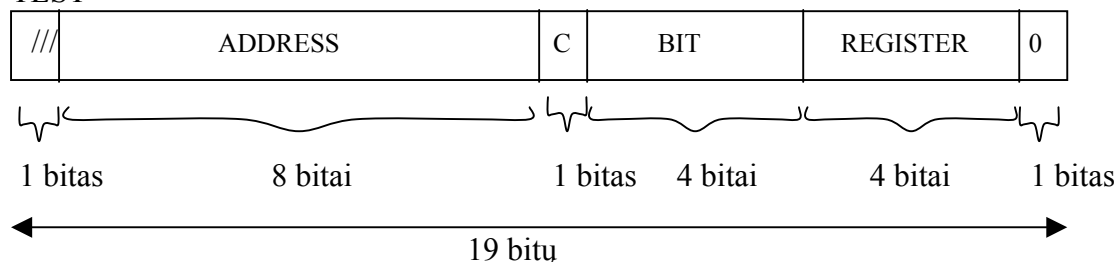 TEST
/// ADDRESS C BIT REGISTER 0
1 bitas 8 bitai 1 bitas 4 bitai 4 bitai 1 bitas
19 bitų